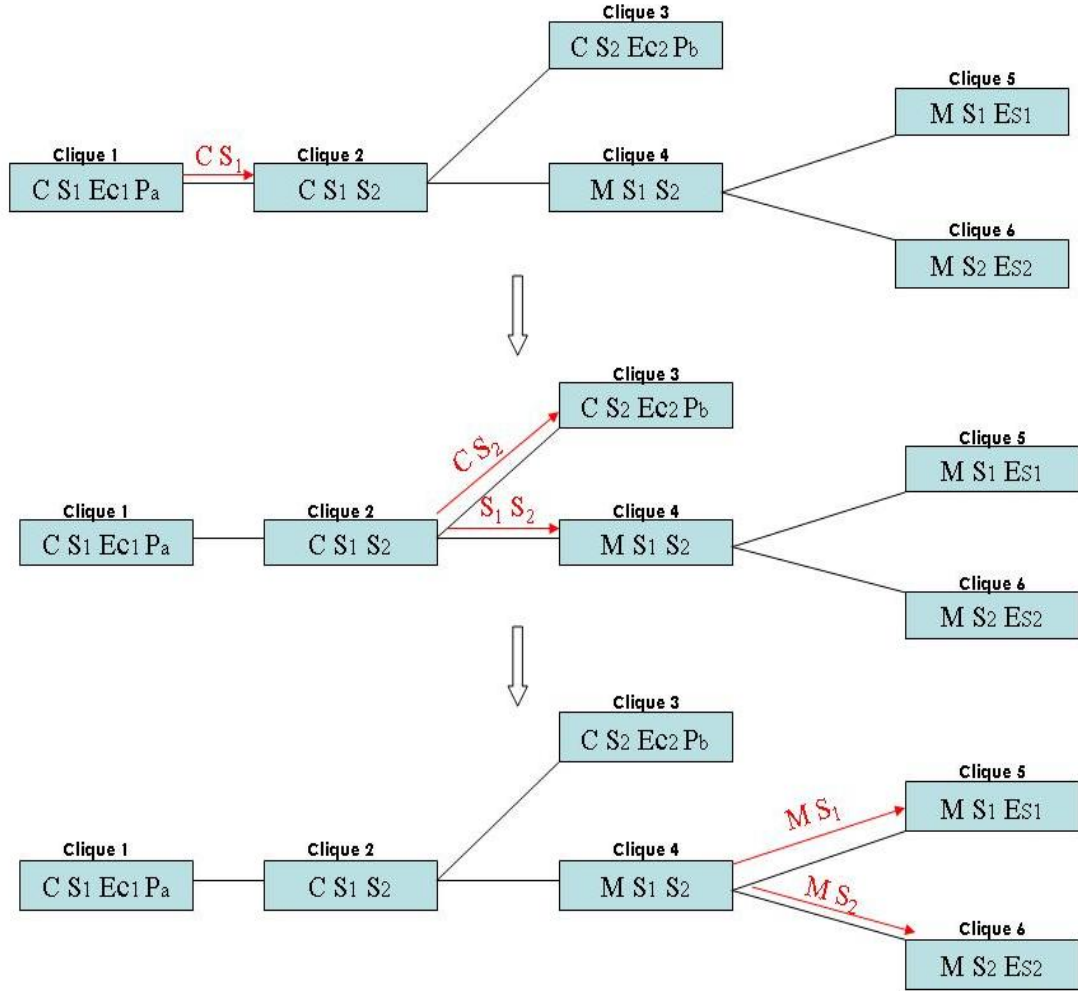 Clique 3
C S2 Ec2 Pb
Clique 5
M S1 ES1
Clique 1
C S1 Ec1 Pa
C S1
Clique 2
C S1 S2
Clique 4
M S1 S2
Clique 6
M S2 ES2
Clique 3
C S2 Ec2 Pb
C S2
Clique 5
M S1 ES1
Clique 1
C S1 Ec1 Pa
Clique 2
C S1 S2
S1 S2
Clique 4
M S1 S2
Clique 6
M S2 ES2
Clique 3
C S2 Ec2 Pb
Clique 5
M S1 ES1
M S1
Clique 1
C S1 Ec1 Pa
Clique 2
C S1 S2
Clique 4
M S1 S2
M S2
Clique 6
M S2 ES2